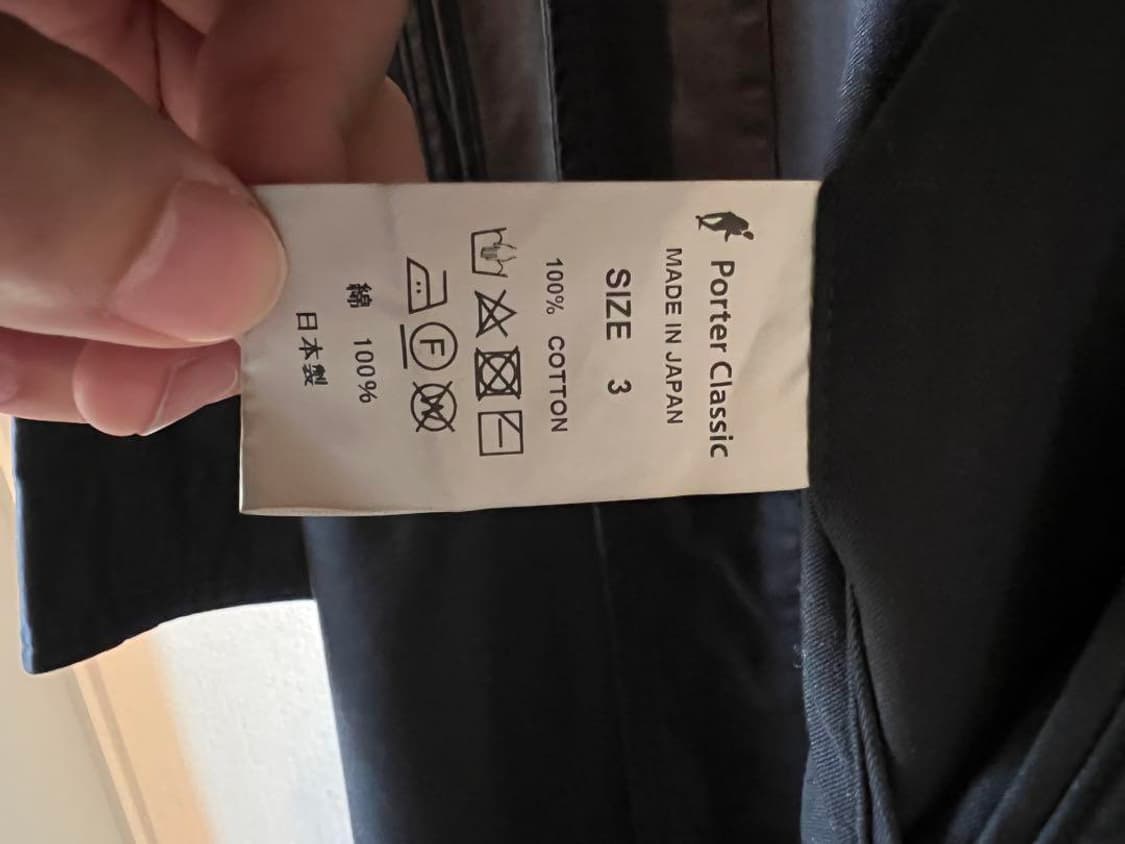 Porter Classic
MADE IN JAPAN
SIZE 3
100% COTTON
F
W
綿 100%
日本製